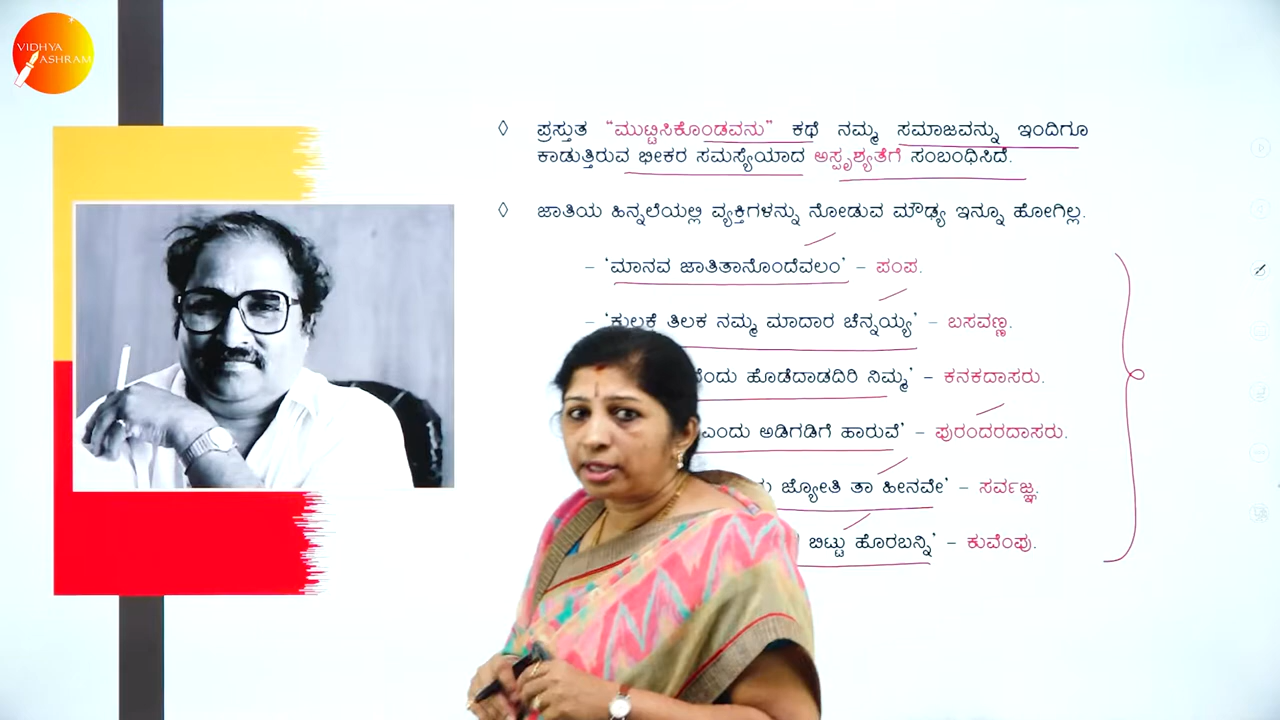 VIDHYA
ASHRAM
◊ ಪ್ರಸ್ತುತ “ಮುಟ್ಟಿಸಿಕೊಂಡವನು” ಕಥೆ ನಮ್ಮ ಸಮಾಜವನ್ನು ಇಂದಿಗೂ
ಕಾಡುತ್ತಿರುವ ಭೀಕರ ಸಮಸ್ಯೆಯಾದ ಅಸ್ಪೃಶ್ಯತೆಗೆ ಸಂಬಂಧಿಸಿದೆ.
◊ ಜಾತಿಯ ಹಿನ್ನಲೆಯಲ್ಲಿ ವ್ಯಕ್ತಿಗಳನ್ನು ನೋಡುವ ಮೌಢ್ಯ ಇನ್ನೂ ಹೋಗಿಲ್ಲ.
– ‘ಮಾನವ ಜಾತಿತಾನೊಂದೆವಲಂ’ – ಪಂಪ.
– ‘ಕುಲಕ್ಕೆ ತಿಲಕ ನಮ್ಮ ಮಾದಾರ ಚೆನ್ನಯ್ಯ’ – ಬಸವಣ್ಣ.
ಹೊಡೆದಾಡದಿರಿ ನಿಮ್ಮ’ – ಕನಕದಾಸರು.
ಎಂದು ಅಡಿಗಡಿಗೆ ಹಾರುವೆ’ – ಪುರಂದರದಾಸರು.
ಜ್ಯೋತಿ ತಾ ಹೀನವೇ’ – ಸರ್ವಜ್ಞ.
ಬಿಟ್ಟು ಹೊರಬನ್ನಿ’ – ಕುವೆಂಪು.